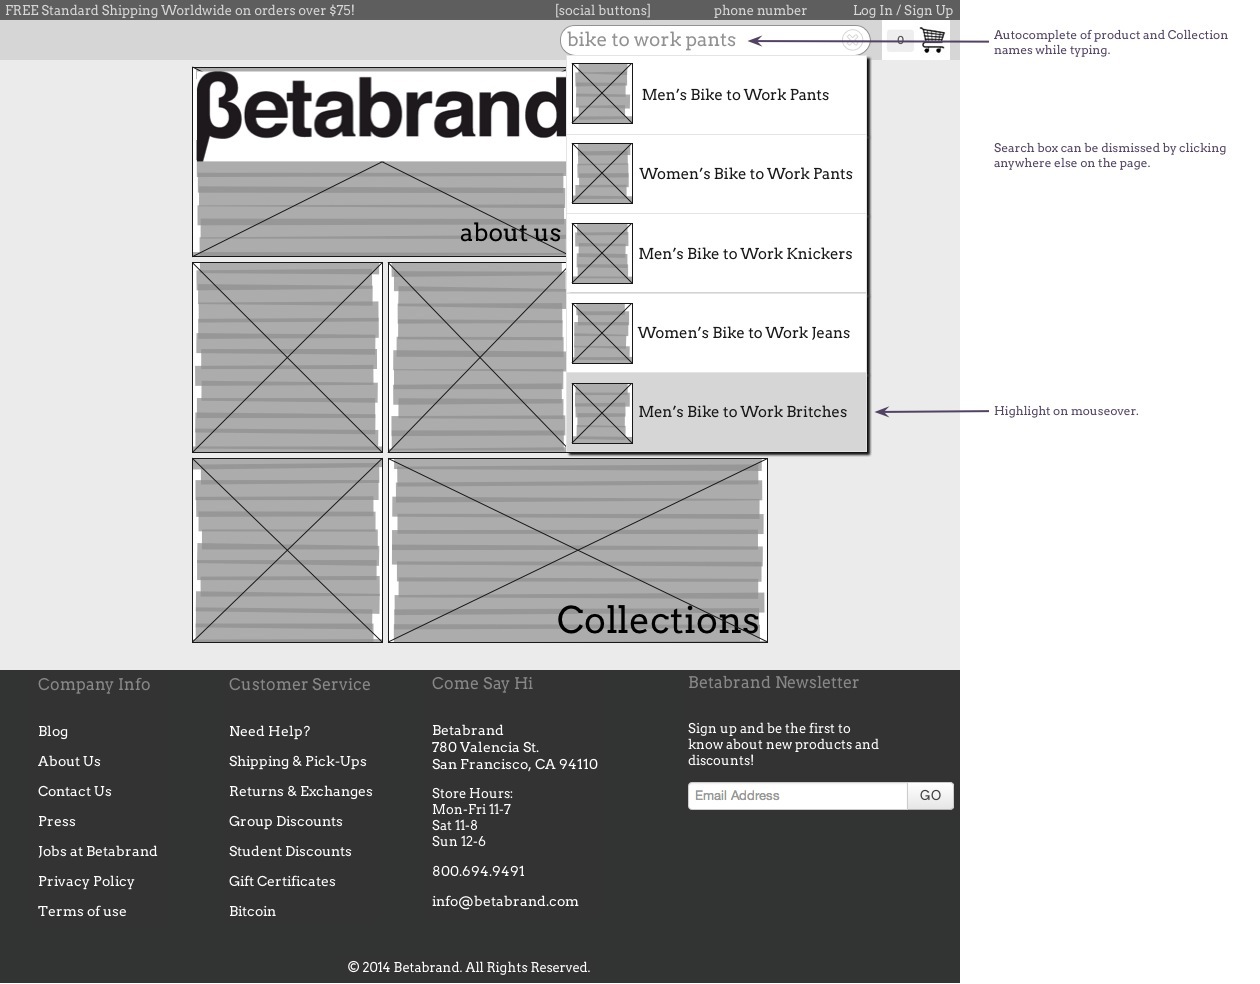 FREE Standard Shipping Worldwide on orders over $75!
[social buttons]
phone number
Log In / Sign Up
bike to work pants
0
Autocomplete of product and Collection
names while typing.
Βetabrand
Men's Bike to Work Pants
Search box can be dismissed by clicking
anywhere else on the page.
Women's Bike to Work Pants
about us
Men's Bike to Work Knickers
Women's Bike to Work Jeans
Men's Bike to Work Britches
Highlight on mouseover.
Collections
Company Info
Blog
About Us
Contact Us
Press
Jobs at Betabrand
Privacy Policy
Terms of use
Customer Service
Need Help?
Shipping & Pick-Ups
Returns & Exchanges
Group Discounts
Student Discounts
Gift Certificates
Bitcoin
Come Say Hi
Betabrand
780 Valencia St.
San Francisco, CA 94110
Store Hours:
Mon-Fri 11-7
Sat 11-8
Sun 12-6
800.694.9491
info@betabrand.com
Betabrand Newsletter
Sign up and be the first to
know about new products and
discounts!
Email Address
GO
© 2014 Betabrand. All Rights Reserved.